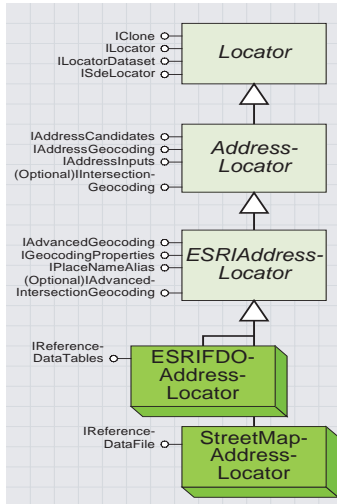 IClone
ILocator
ILocatorDataset
ISdeLocator
Locator
IAddressCandidates
IAddressGeocoding
IAddressInputs
(Optional)IIntersection-
Geocoding
Address-
Locator
IAdvancedGeocoding
IGeocodingProperties
IPlaceNameAlias
(Optional)IAdvanced-
IntersectionGeocoding
ESRIAddress-
Locator
IReference-
DataTables
ESRIFDO-
Address-
Locator
IReference-
DataFile
StreetMap-
Address-
Locator